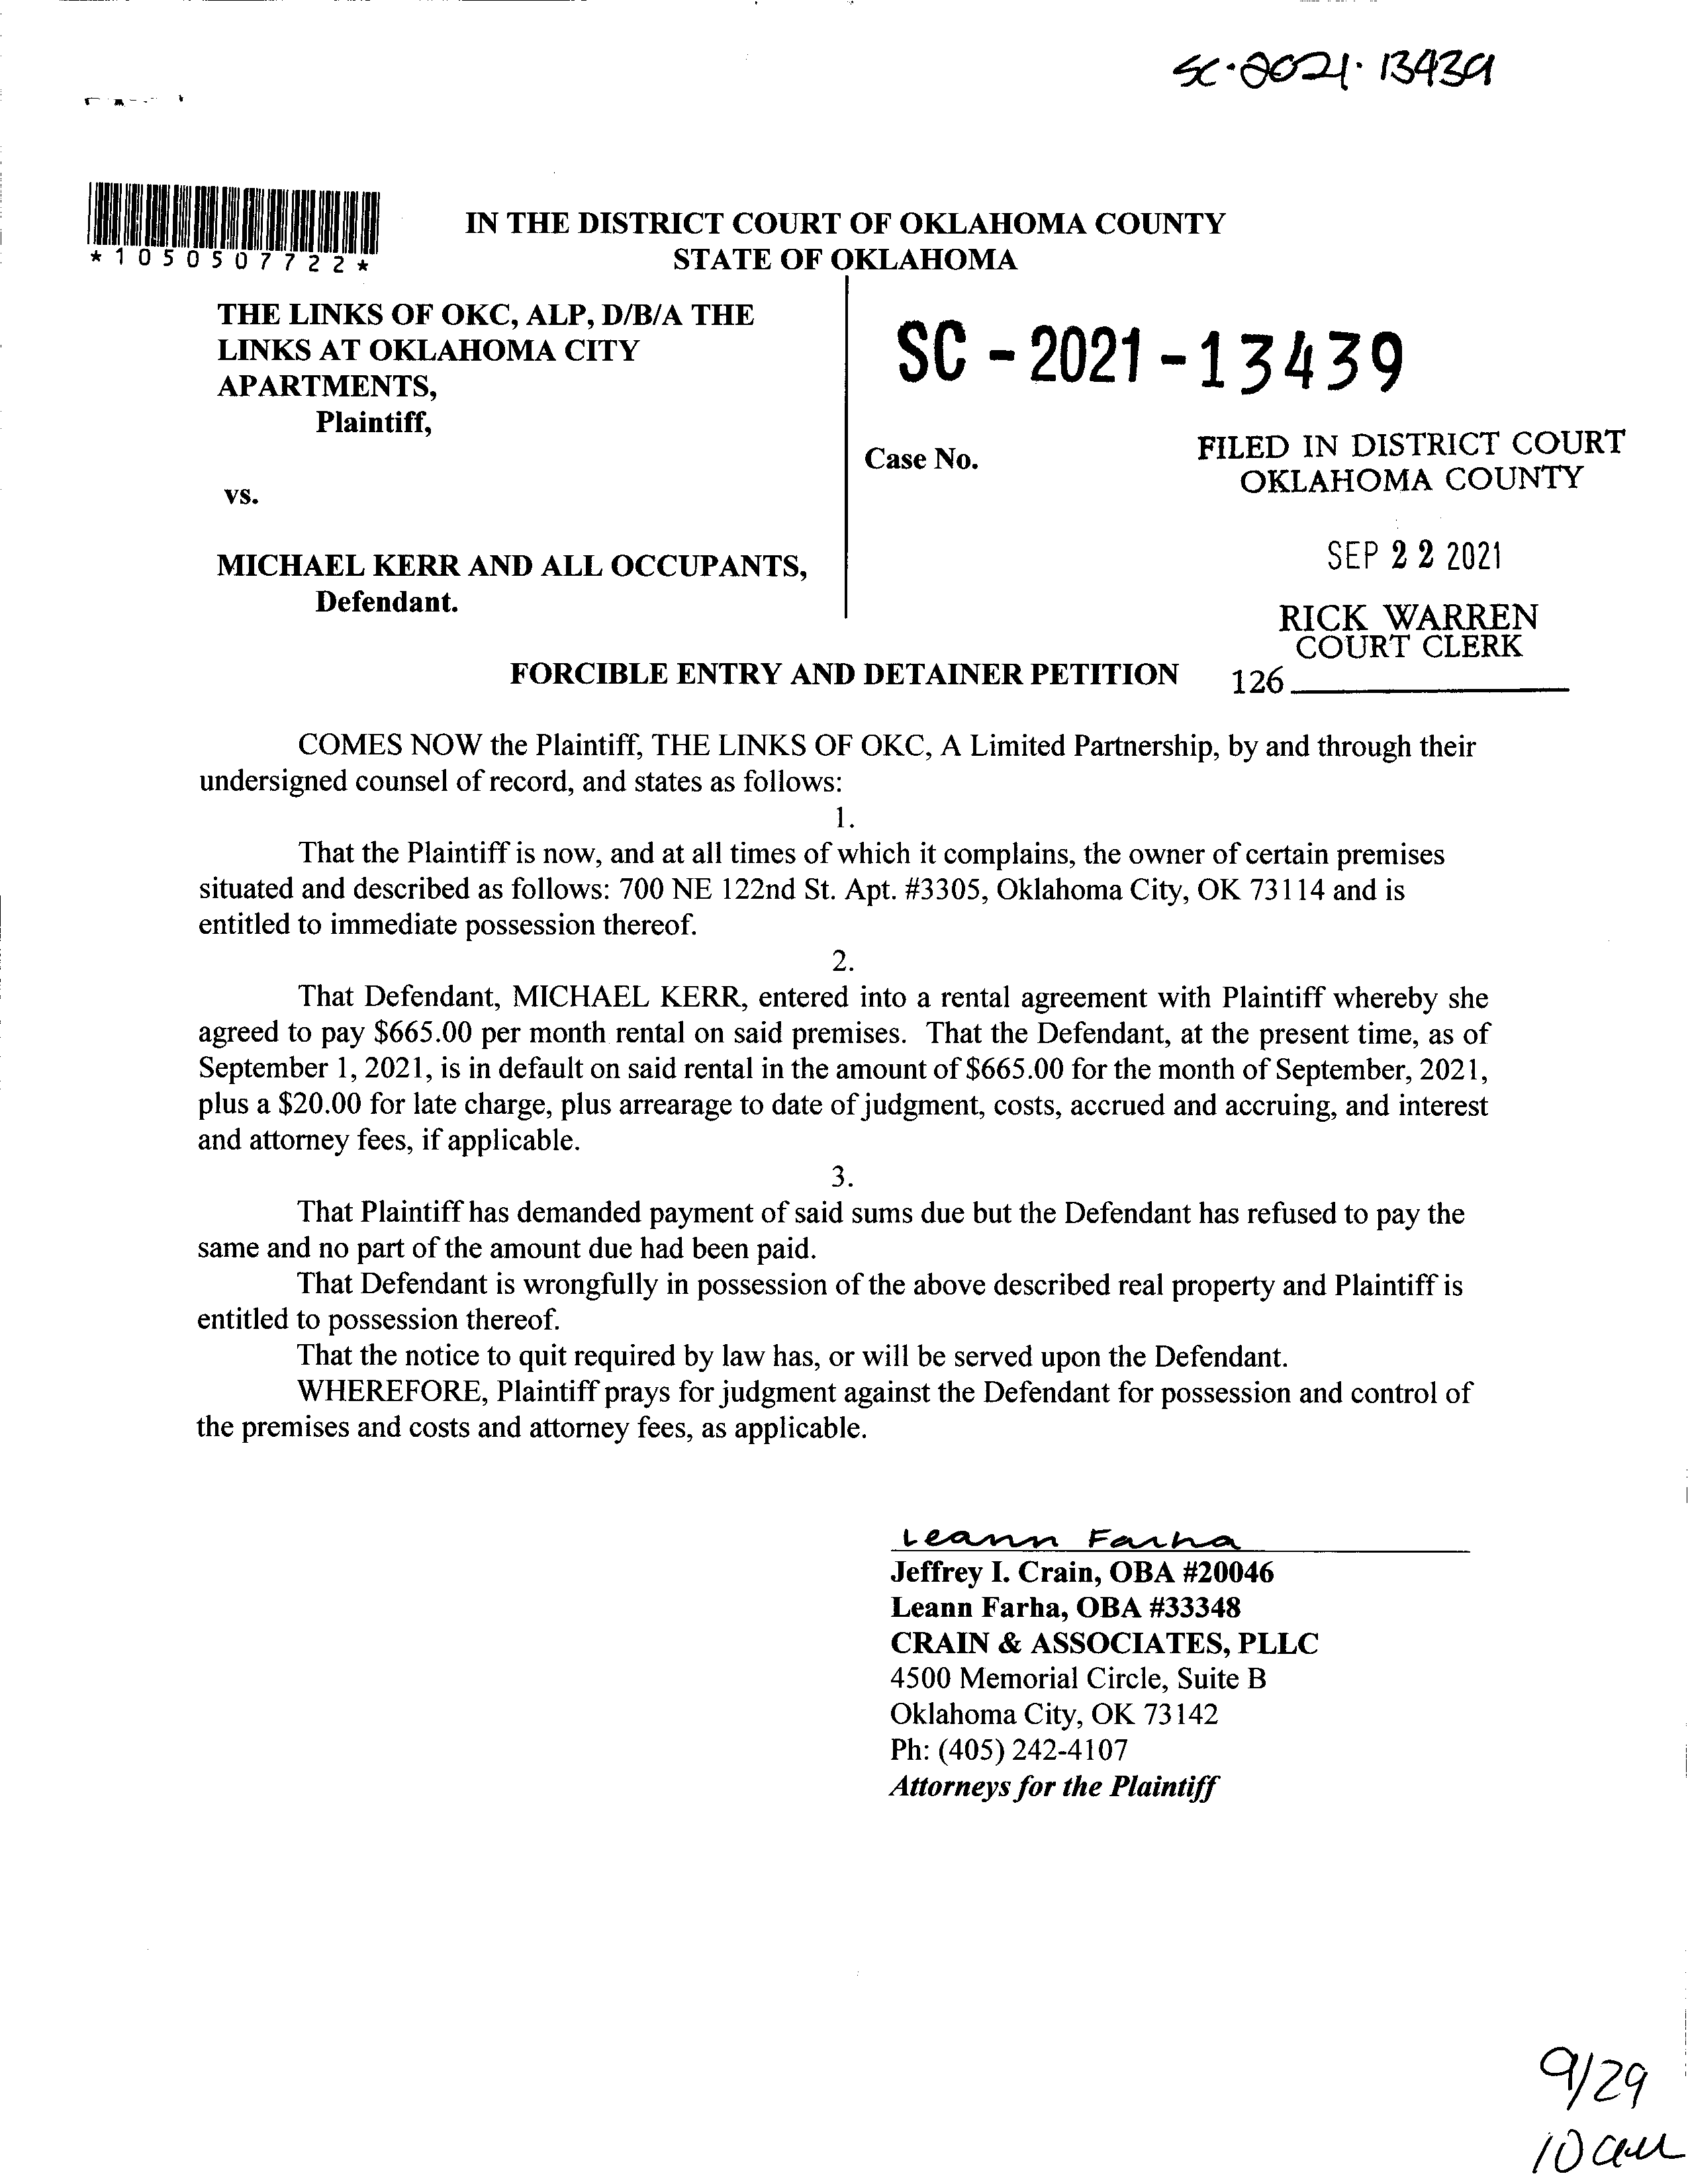 SC-2021-13439
*1050507722*
IN THE DISTRICT COURT OF OKLAHOMA COUNTY
STATE OF OKLAHOMA
THE LINKS OF OKC, ALP, D/B/A THE
LINKS AT OKLAHOMA CITY
APARTMENTS,
Plaintiff,
vs.
MICHAEL KERR AND ALL OCCUPANTS,
Defendant.
SC - 2021 - 13439
Case No.
FILED IN DISTRICT COURT
OKLAHOMA COUNTY
SEP 22 2021
RICK WARREN
COURT CLERK
126
FORCIBLE ENTRY AND DETAINER PETITION
COMES NOW the Plaintiff, THE LINKS OF OKC, A Limited Partnership, by and through their
undersigned counsel of record, and states as follows:
1.
That the Plaintiff is now, and at all times of which it complains, the owner of certain premises
situated and described as follows: 700 NE 122nd St. Apt. #3305, Oklahoma City, OK 73114 and is
entitled to immediate possession thereof.
2.
That Defendant, MICHAEL KERR, entered into a rental agreement with Plaintiff whereby she
agreed to pay $665.00 per month rental on said premises. That the Defendant, at the present time, as of
September 1, 2021, is in default on said rental in the amount of $665.00 for the month of September, 2021,
plus a $20.00 for late charge, plus arrearage to date of judgment, costs, accrued and accruing, and interest
and attorney fees, if applicable.
3.
That Plaintiff has demanded payment of said sums due but the Defendant has refused to pay the
same and no part of the amount due had been paid.
That Defendant is wrongfully in possession of the above described real property and Plaintiff is
entitled to possession thereof.
That the notice to quit required by law has, or will be served upon the Defendant.
WHEREFORE, Plaintiff prays for judgment against the Defendant for possession and control of
the premises and costs and attorney fees, as applicable.
Leann Farha
Jeffrey I. Crain, OBA #20046
Leann Farha, OBA #33348
CRAIN & ASSOCIATES, PLLC
4500 Memorial Circle, Suite B
Oklahoma City, OK 73142
Ph: (405) 242-4107
Attorneys for the Plaintiff
9/29
10 am